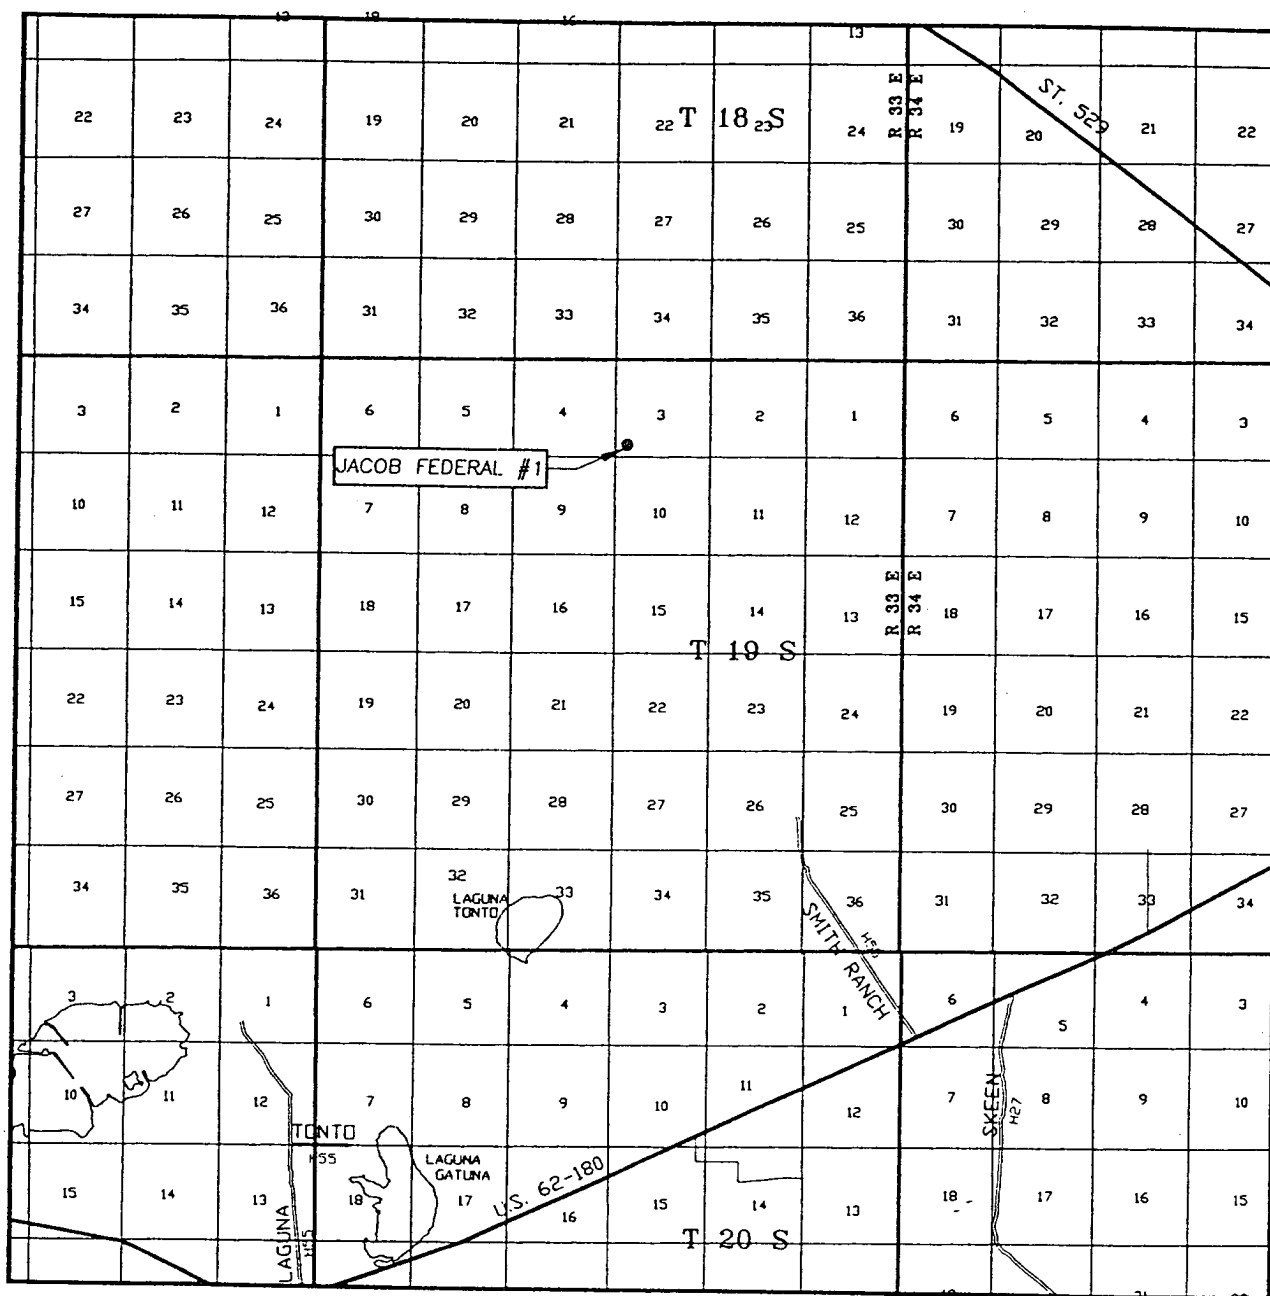 13 18 16 13
22 23 24 19 20 21 22 T 18 23 S 24 R 33 E R 34 E 19 20 ST. 529 21 22
27 26 25 30 29 28 27 26 25 30 29 28 27
34 35 36 31 32 33 34 35 36 31 32 33 34
3 2 1 6 5 4 3 2 1 6 5 4 3
JACOB FEDERAL #1
10 11 12 7 8 9 10 11 12 7 8 9 10
15 14 13 18 17 16 15 14 13 R 33 E R 34 E 18 17 16 15
T 19 S
22 23 24 19 20 21 22 23 24 19 20 21 22
27 26 25 30 29 28 27 26 25 30 29 28 27
34 35 36 31 32 33 34 35 36 31 32 33 34
LAGUNA
TONTO
SMITH RANCH
3 2 1 6 5 4 3 2 1 6 5 4 3
10 11 12 7 8 9 10 11 12 7 8 9 10
SKEEN
H27
TONTO
H55
LAGUNA
GATUNA
15 14 13 18 17 16 15 14 13 18 17 16 15
U.S. 62-180
LAGUNA
H55
T 20 S